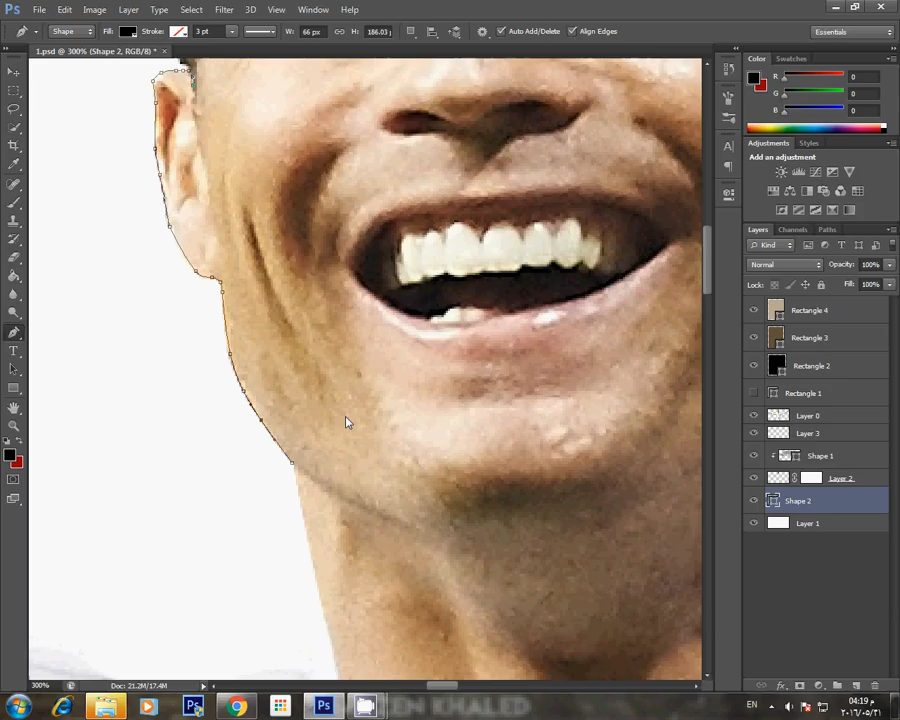 Ps File Edit Image Layer Type Select Filter 3D View Window Help
Shape Fill: Stroke: 3 pt W: 66 px H: 186.03 Auto Add/Delete Align Edges Essentials
1.psd @ 300% (Shape 2, RGB/8) * ×
Color Swatches
R 0
G 0
B 0
Adjustments Styles
Add an adjustment
Layers Channels Paths
Kind
Normal Opacity: 100%
Lock: Fill: 100%
Rectangle 4
Rectangle 3
Rectangle 2
Rectangle 1
Layer 0
Layer 3
Shape 1
Layer 2
Shape 2
Layer 1
300% Doc: 21.2M/17.4M
EN 04:19 م
٢٠١٦/٠٥/٣١